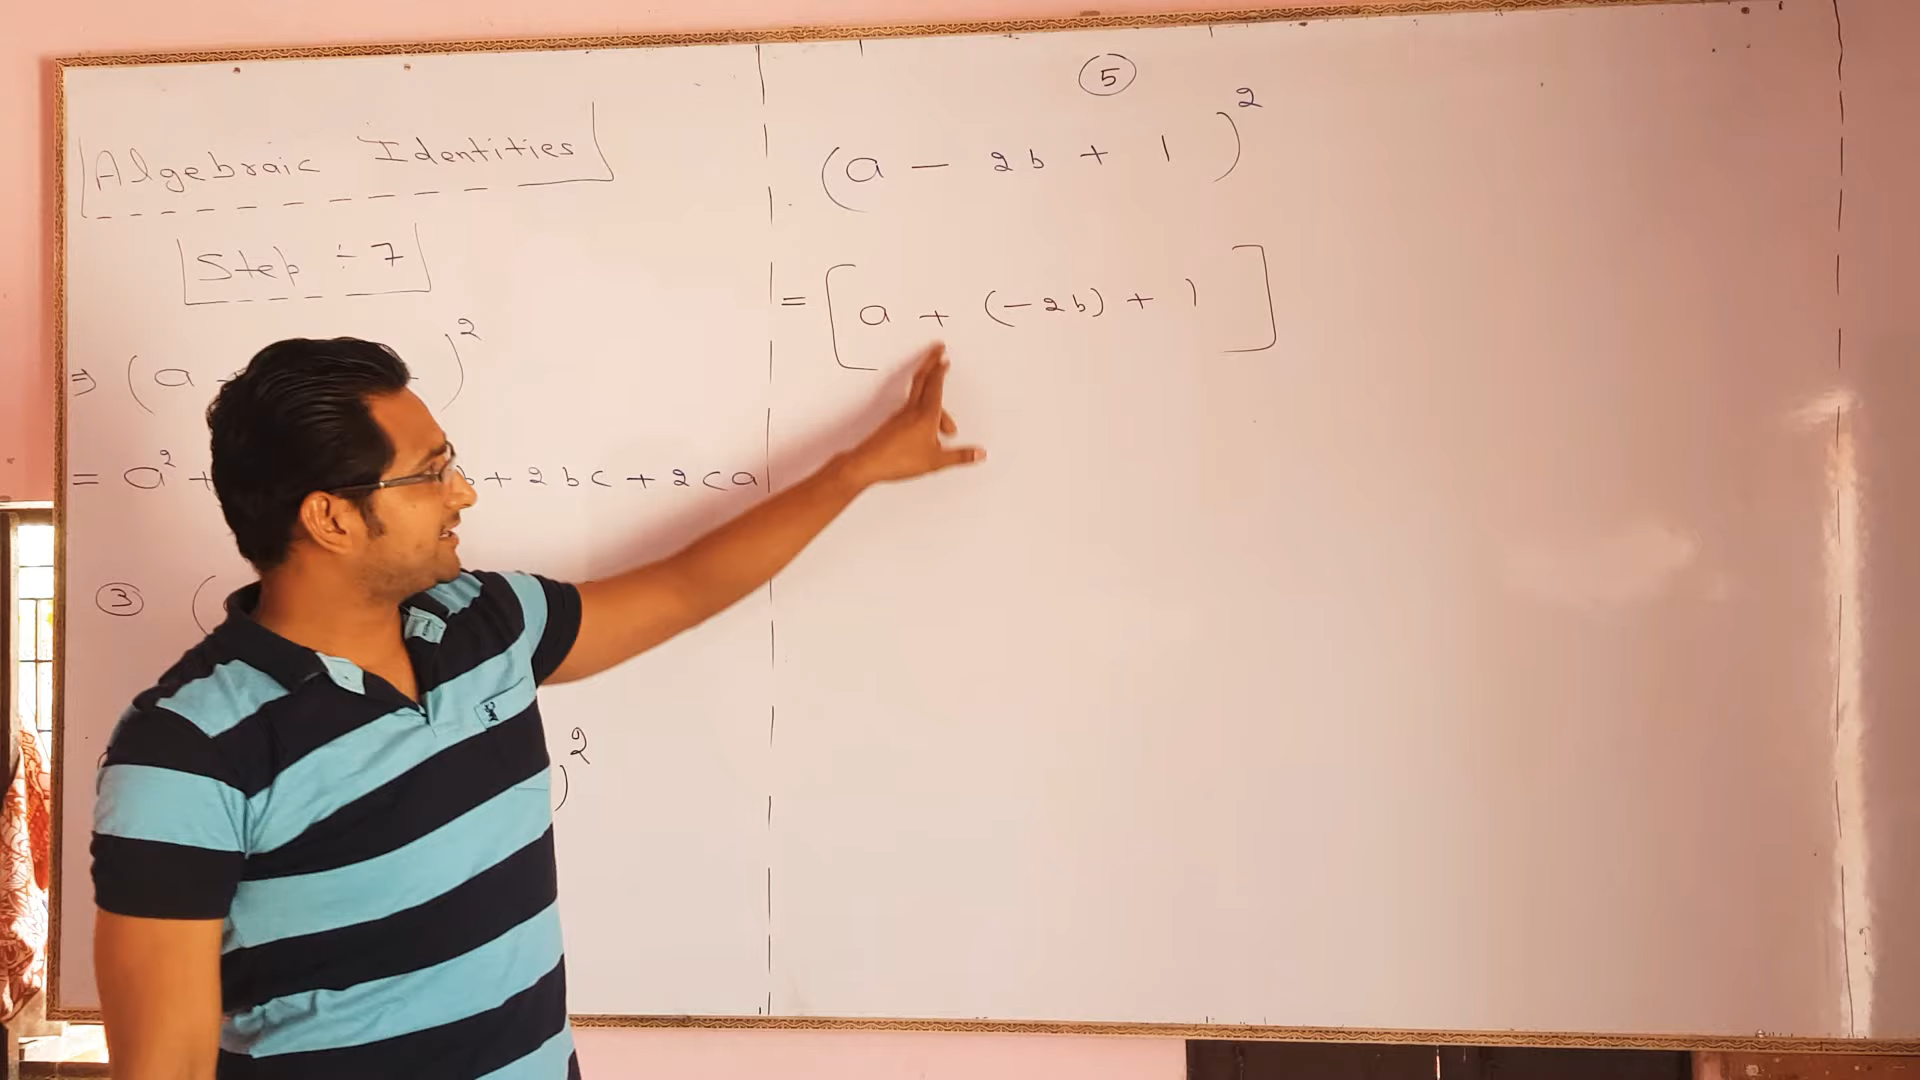 Algebraic Identities
Step ÷ 7
⇒ (a )²
= a² + b + 2bc + 2ca
③ (
)²
⑤
(a - 2b + 1)²
= [a + (-2b) + 1]